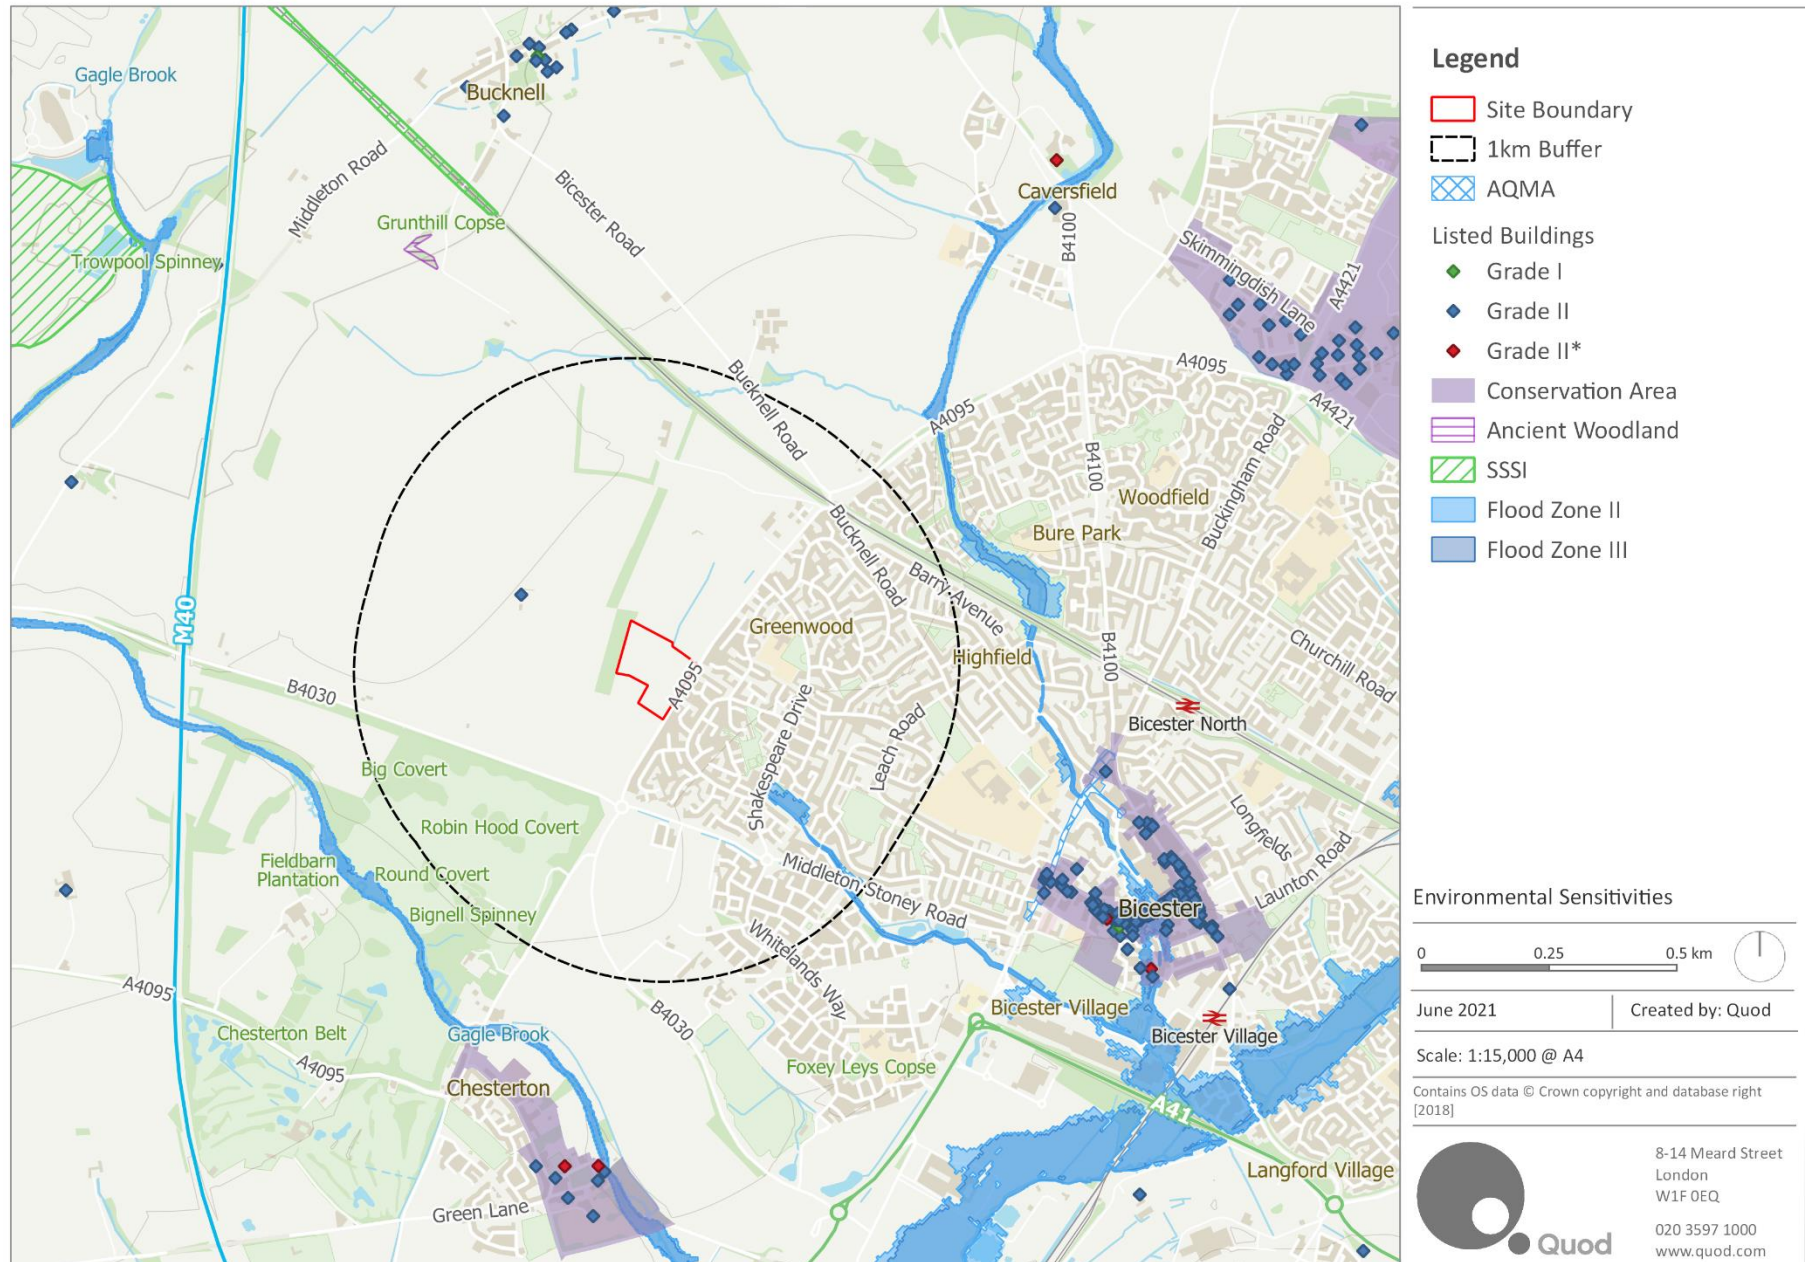 Gagle Brook
Bucknell
Middleton Road
Bicester Road
Grunthill Copse
Trowpool Spinney
Caversfield
B4100
Skimmingdish Lane
A4421
A4095
A4421
Bucknell Road
A4095
B4100
Buckingham Road
Woodfield
Bure Park
Bucknell Road
Barry Avenue
M40
Greenwood
Highfield
B4100
Churchill Road
B4030
A4095
Shakespeare Drive
Leach Road
Bicester North
Big Covert
Robin Hood Covert
Fieldbarn
Plantation
Round Covert
Bignell Spinney
Middleton Stoney Road
Longfields
Launton Road
Bicester
Whitelands Way
A4095
Chesterton Belt
Gagle Brook
B4030
Bicester Village
Bicester Village
A4095
Chesterton
Foxey Leys Copse
A41
Langford Village
Green Lane
Legend
Site Boundary
1km Buffer
AQMA
Listed Buildings
Grade I
Grade II
Grade II*
Conservation Area
Ancient Woodland
SSSI
Flood Zone II
Flood Zone III
Environmental Sensitivities
0 0.25 0.5 km
June 2021 Created by: Quod
Scale: 1:15,000 @ A4
Contains OS data © Crown copyright and database right
[2018]
8-14 Meard Street
London
W1F 0EQ
020 3597 1000
www.quod.com
Quod